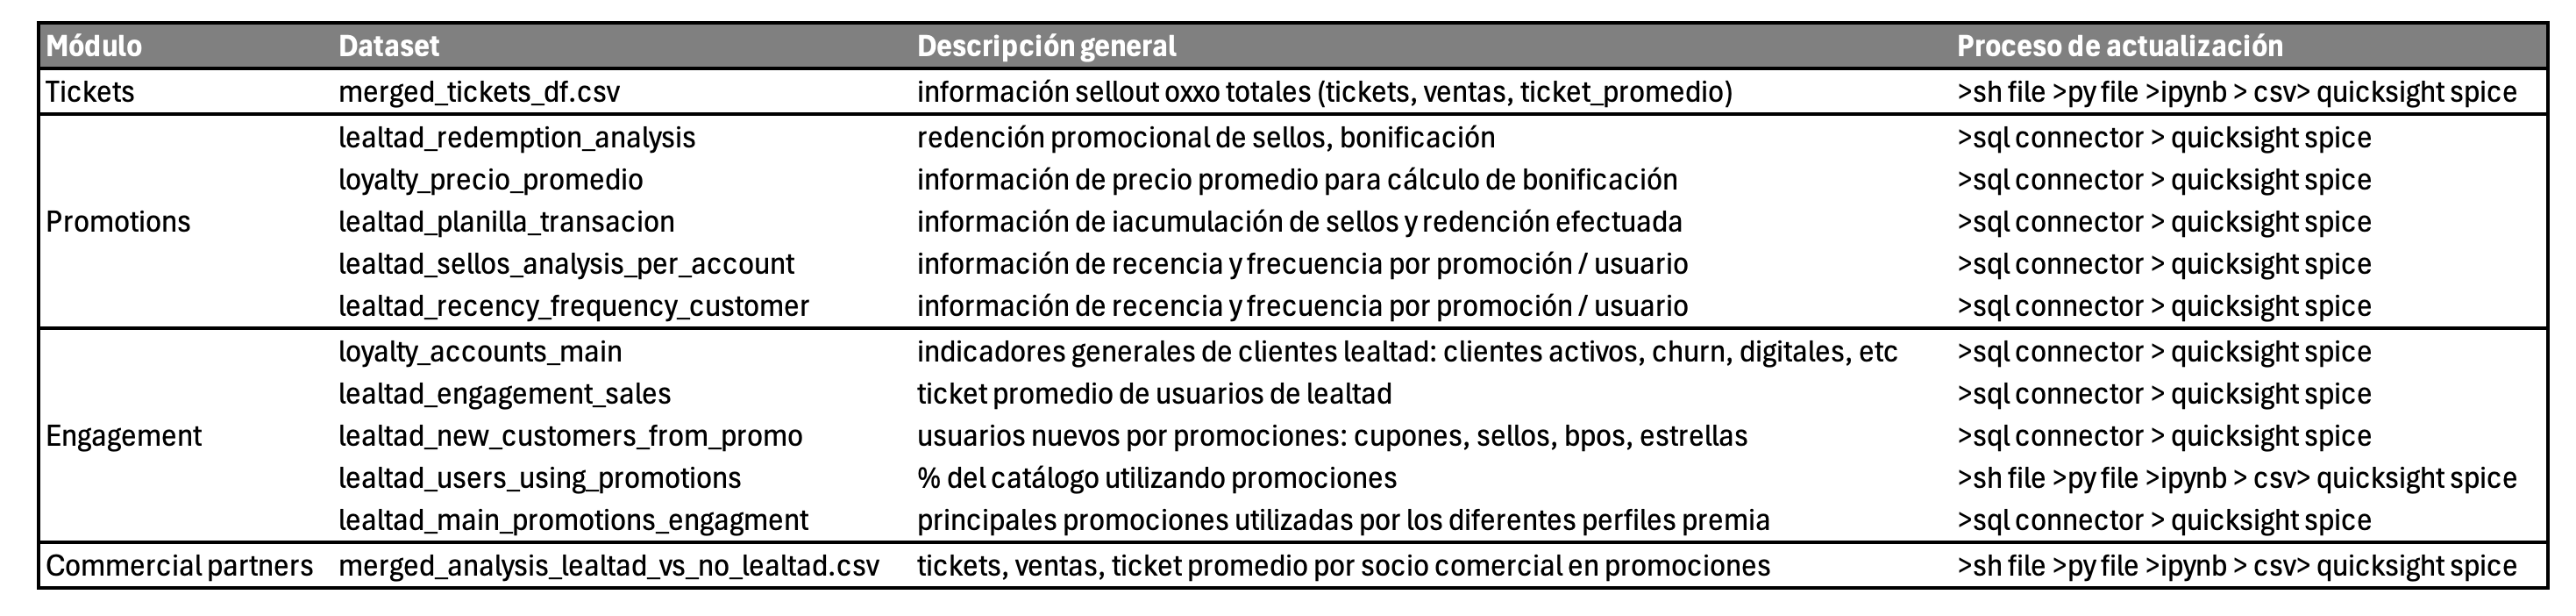 Módulo Dataset Descripción general Proceso de actualización
Tickets merged_tickets_df.csv información sellout oxxo totales (tickets, ventas, ticket_promedio) >sh file >py file >ipynb > csv> quicksight spice
lealtad_redemption_analysis redención promocional de sellos, bonificación >sql connector > quicksight spice
loyalty_precio_promedio información de precio promedio para cálculo de bonificación >sql connector > quicksight spice
Promotions lealtad_planilla_transacion información de iacumulación de sellos y redención efectuada >sql connector > quicksight spice
lealtad_sellos_analysis_per_account información de recencia y frecuencia por promoción / usuario >sql connector > quicksight spice
lealtad_recency_frequency_customer información de recencia y frecuencia por promoción / usuario >sql connector > quicksight spice
loyalty_accounts_main indicadores generales de clientes lealtad: clientes activos, churn, digitales, etc >sql connector > quicksight spice
lealtad_engagement_sales ticket promedio de usuarios de lealtad >sql connector > quicksight spice
Engagement lealtad_new_customers_from_promo usuarios nuevos por promociones: cupones, sellos, bpos, estrellas >sql connector > quicksight spice
lealtad_users_using_promotions % del catálogo utilizando promociones >sh file >py file >ipynb > csv> quicksight spice
lealtad_main_promotions_engagment principales promociones utilizadas por los diferentes perfiles premia >sql connector > quicksight spice
Commercial partners merged_analysis_lealtad_vs_no_lealtad.csv tickets, ventas, ticket promedio por socio comercial en promociones >sh file >py file >ipynb > csv> quicksight spice